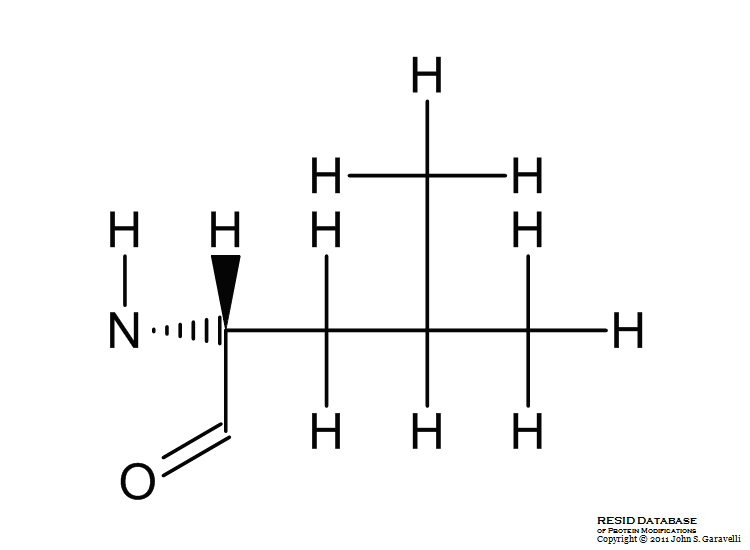 H
H H
H H H H
N H
H H H
O
RESID DATABASE
OF PROTEIN MODIFICATIONS
Copyright © 2011 John S. Garavelli